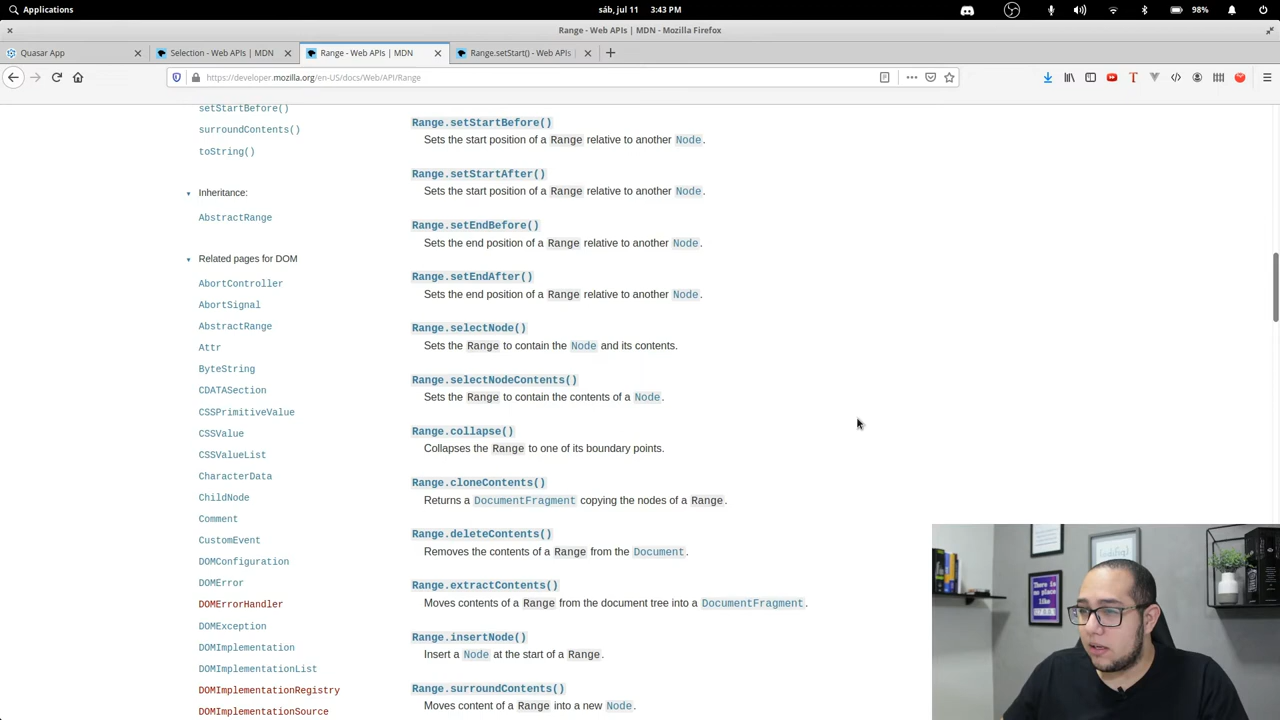 Applications
sáb, jul 11 3:43 PM
98%
Range - Web APIs | MDN - Mozilla Firefox
Quasar App
Selection - Web APIs | MDN
Range - Web APIs | MDN
Range.setStart() - Web APIs |
https://developer.mozilla.org/en-US/docs/Web/API/Range
setStartBefore()
surroundContents()
toString()
Inheritance:
AbstractRange
Related pages for DOM
AbortController
AbortSignal
AbstractRange
Attr
ByteString
CDATASection
CSSPrimitiveValue
CSSValue
CSSValueList
CharacterData
ChildNode
Comment
CustomEvent
DOMConfiguration
DOMError
DOMErrorHandler
DOMException
DOMImplementation
DOMImplementationList
DOMImplementationRegistry
DOMImplementationSource
Range.setStartBefore()
Sets the start position of a Range relative to another Node.
Range.setStartAfter()
Sets the start position of a Range relative to another Node.
Range.setEndBefore()
Sets the end position of a Range relative to another Node.
Range.setEndAfter()
Sets the end position of a Range relative to another Node.
Range.selectNode()
Sets the Range to contain the Node and its contents.
Range.selectNodeContents()
Sets the Range to contain the contents of a Node.
Range.collapse()
Collapses the Range to one of its boundary points.
Range.cloneContents()
Returns a DocumentFragment copying the nodes of a Range.
Range.deleteContents()
Removes the contents of a Range from the Document.
Range.extractContents()
Moves contents of a Range from the document tree into a DocumentFragment.
Range.insertNode()
Insert a Node at the start of a Range.
Range.surroundContents()
Moves content of a Range into a new Node.
There is
no place
like